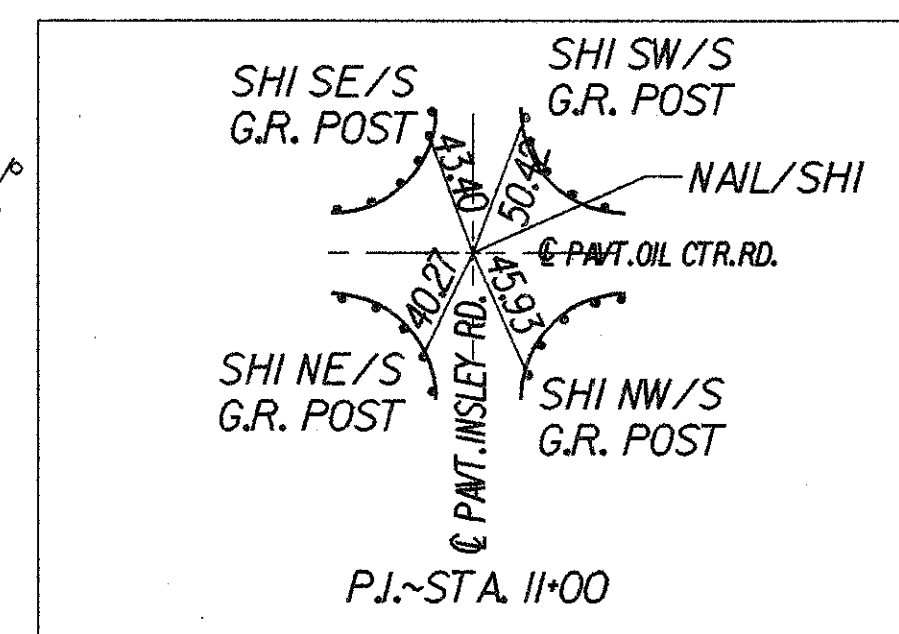 SHI SE/S
G.R. POST
SHI SW/S
G.R. POST
43.40
50.42
NAIL/SHI
℄ PAVT. OIL CTR. RD.
40.27
45.93
℄ PAVT. INSLEY RD.
SHI NE/S
G.R. POST
SHI NW/S
G.R. POST
P.I.~STA. 11+00